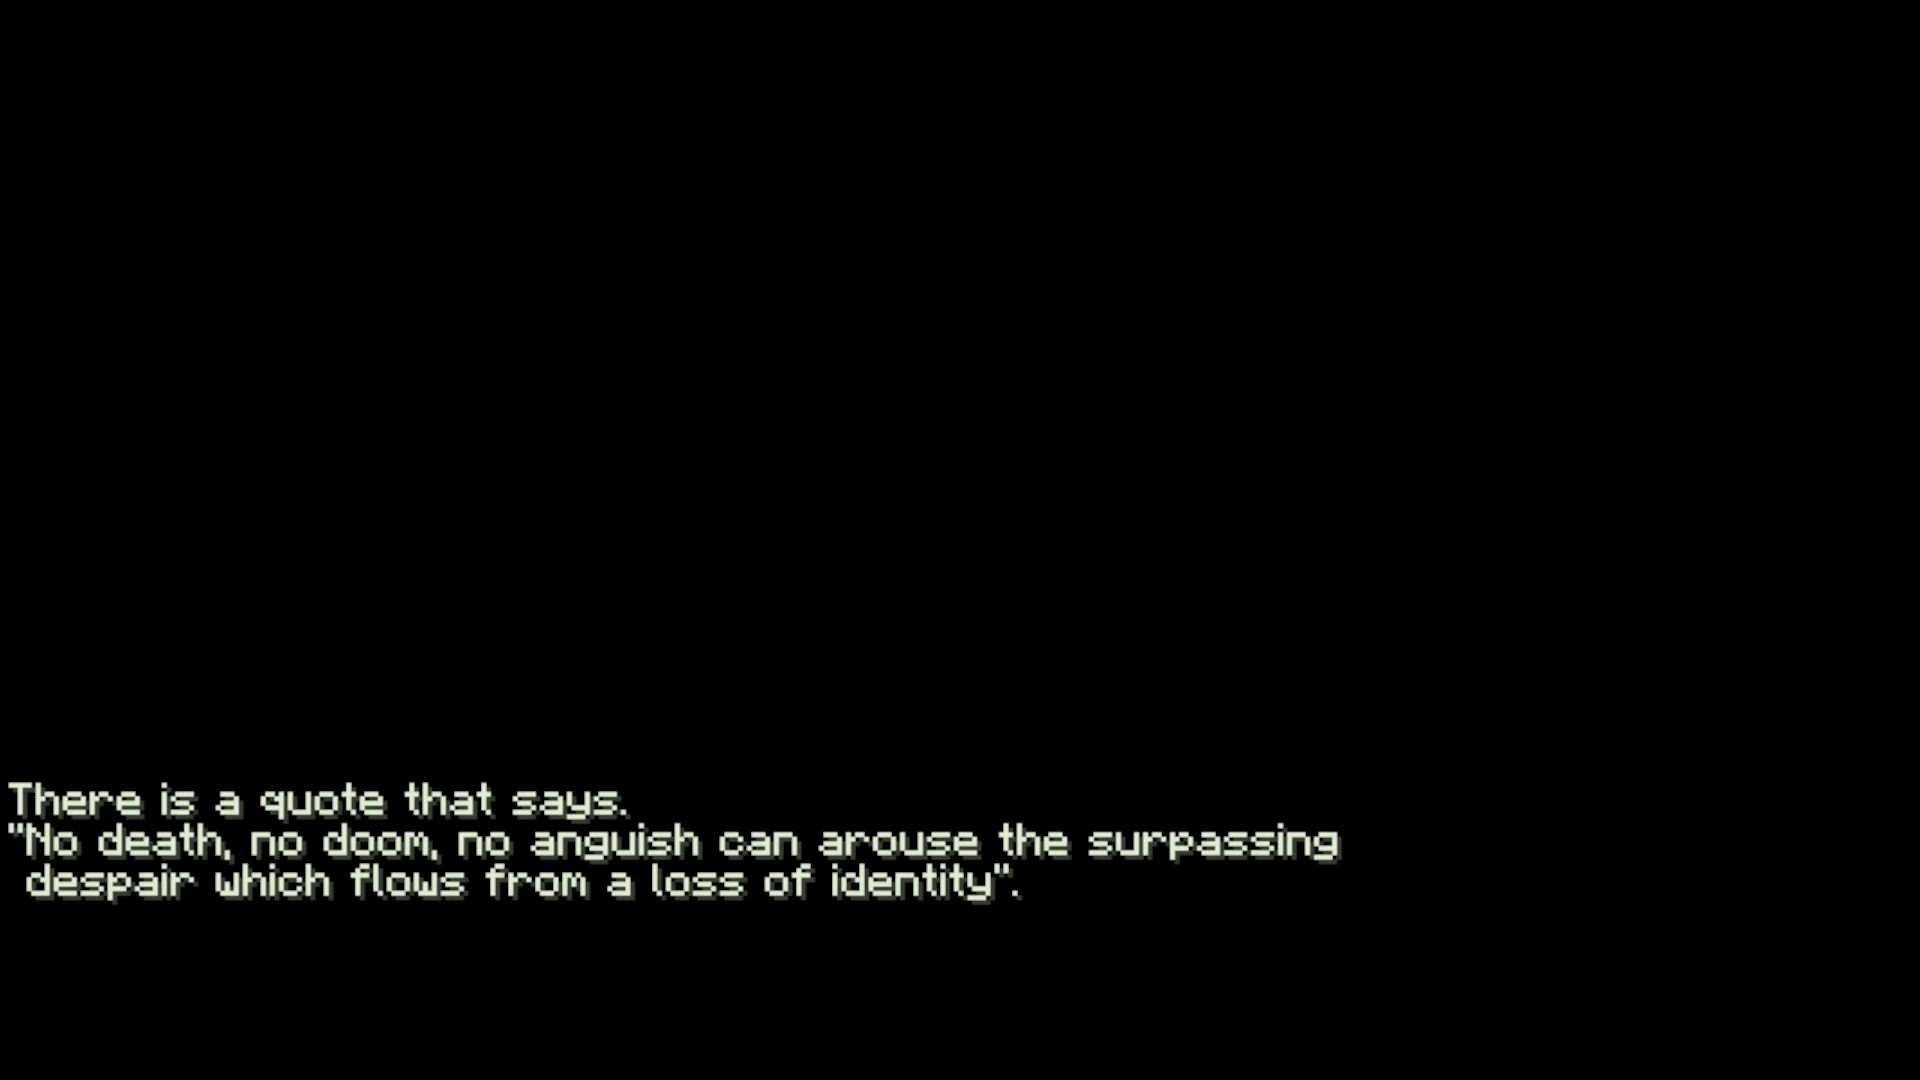 There is a quote that says.
"No death, no doom, no anguish can arouse the surpassing
despair which flows from a loss of identity".